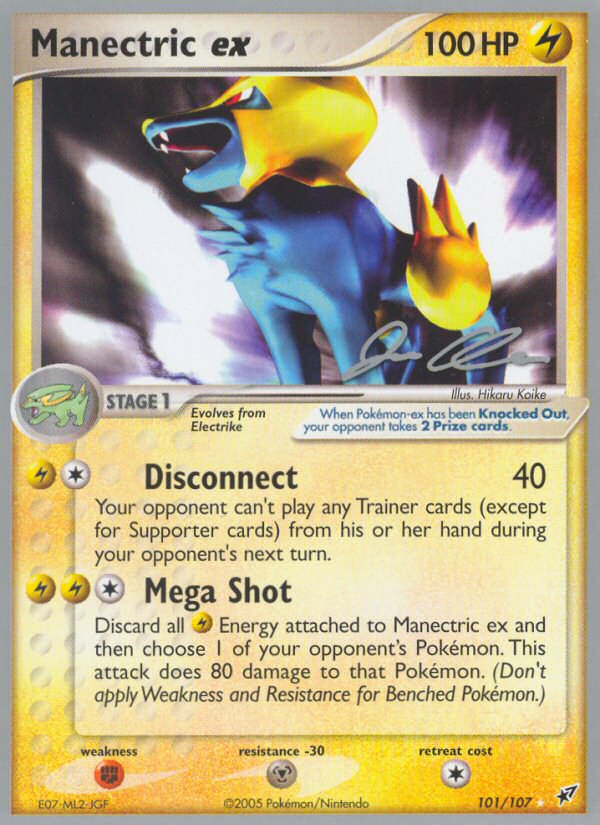 Manectric ex 100 HP
Illus. Hikaru Koike
STAGE 1
Evolves from
Electrike
When Pokémon-ex has been Knocked Out,
your opponent takes 2 Prize cards.
Disconnect 40
Your opponent can't play any Trainer cards (except
for Supporter cards) from his or her hand during
your opponent's next turn.
Mega Shot
Discard all Energy attached to Manectric ex and
then choose 1 of your opponent's Pokémon. This
attack does 80 damage to that Pokémon. (Don't
apply Weakness and Resistance for Benched Pokémon.)
weakness resistance -30 retreat cost
E07-ML2-JGF ©2005 Pokémon/Nintendo 101/107